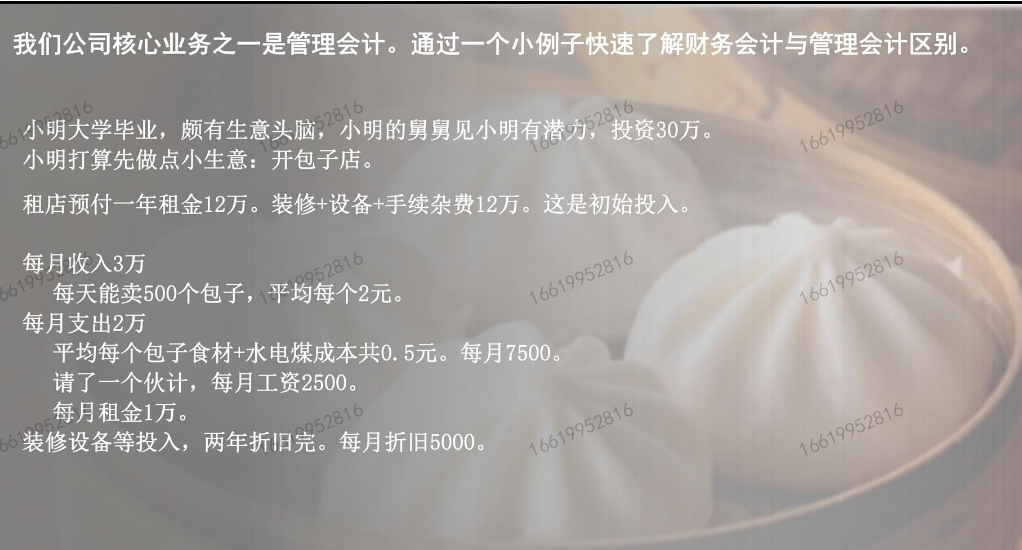 我们公司核心业务之一是管理会计。通过一个小例子快速了解财务会计与管理会计区别。
小明大学毕业，颇有生意头脑，小明的舅舅见小明有潜力，投资30万。
小明打算先做点小生意：开包子店。
租店预付一年租金12万。装修+设备+手续杂费12万。这是初始投入。
每月收入3万
每天能卖500个包子，平均每个2元。
每月支出2万
平均每个包子食材+水电煤成本共0.5元。每月7500。
请了一个伙计，每月工资2500。
每月租金1万。
装修设备等投入，两年折旧完。每月折旧5000。
16619952816
16619952816
16619952816
16619952816
16619952816
16619952816
16619952816
16619952816
16619952816
16619952816
16619952816
16619952816